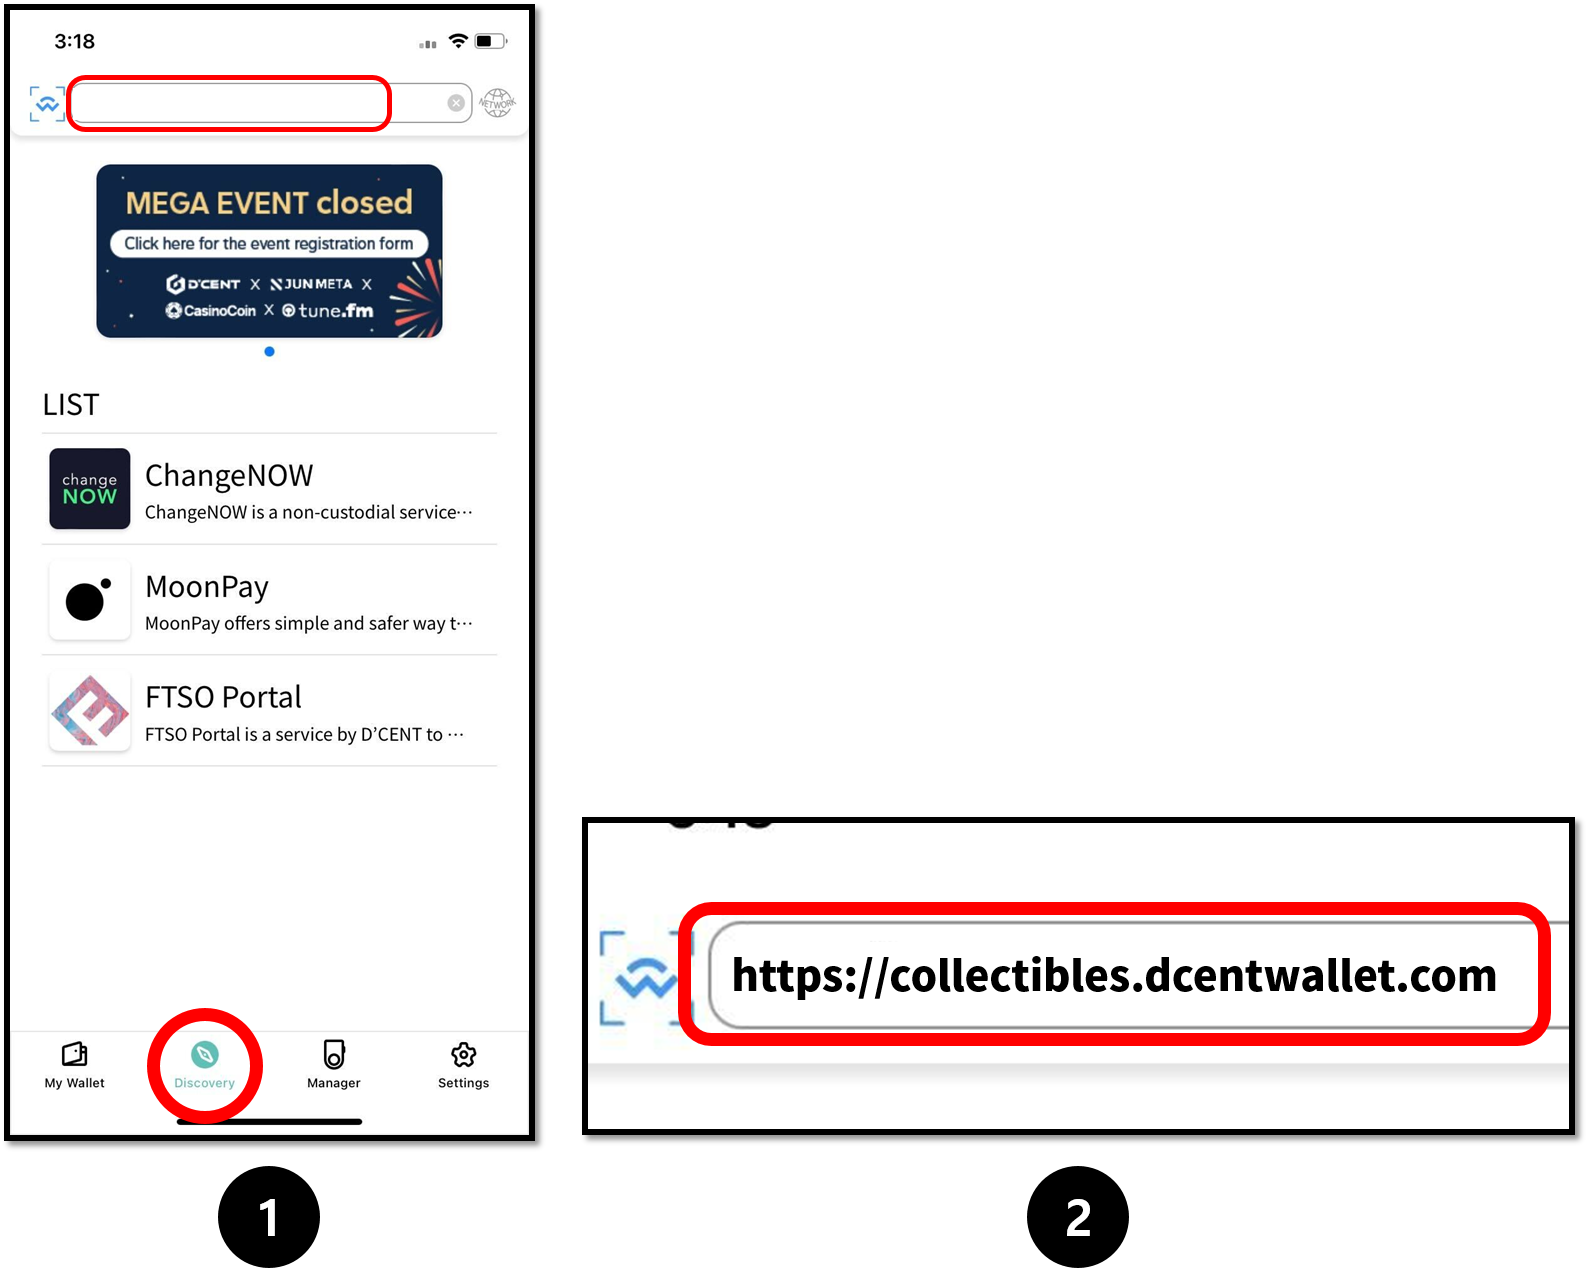 3:18
NETWORK
MEGA EVENT closed
Click here for the event registration form
D'CENT X JUN META X
CasinoCoin X tune.fm
LIST
change
NOW
ChangeNOW
ChangeNOW is a non-custodial service···
MoonPay
MoonPay offers simple and safer way t···
FTSO Portal
FTSO Portal is a service by D’CENT to ···
My Wallet
Discovery
Manager
Settings
1
https://collectibles.dcentwallet.com
2